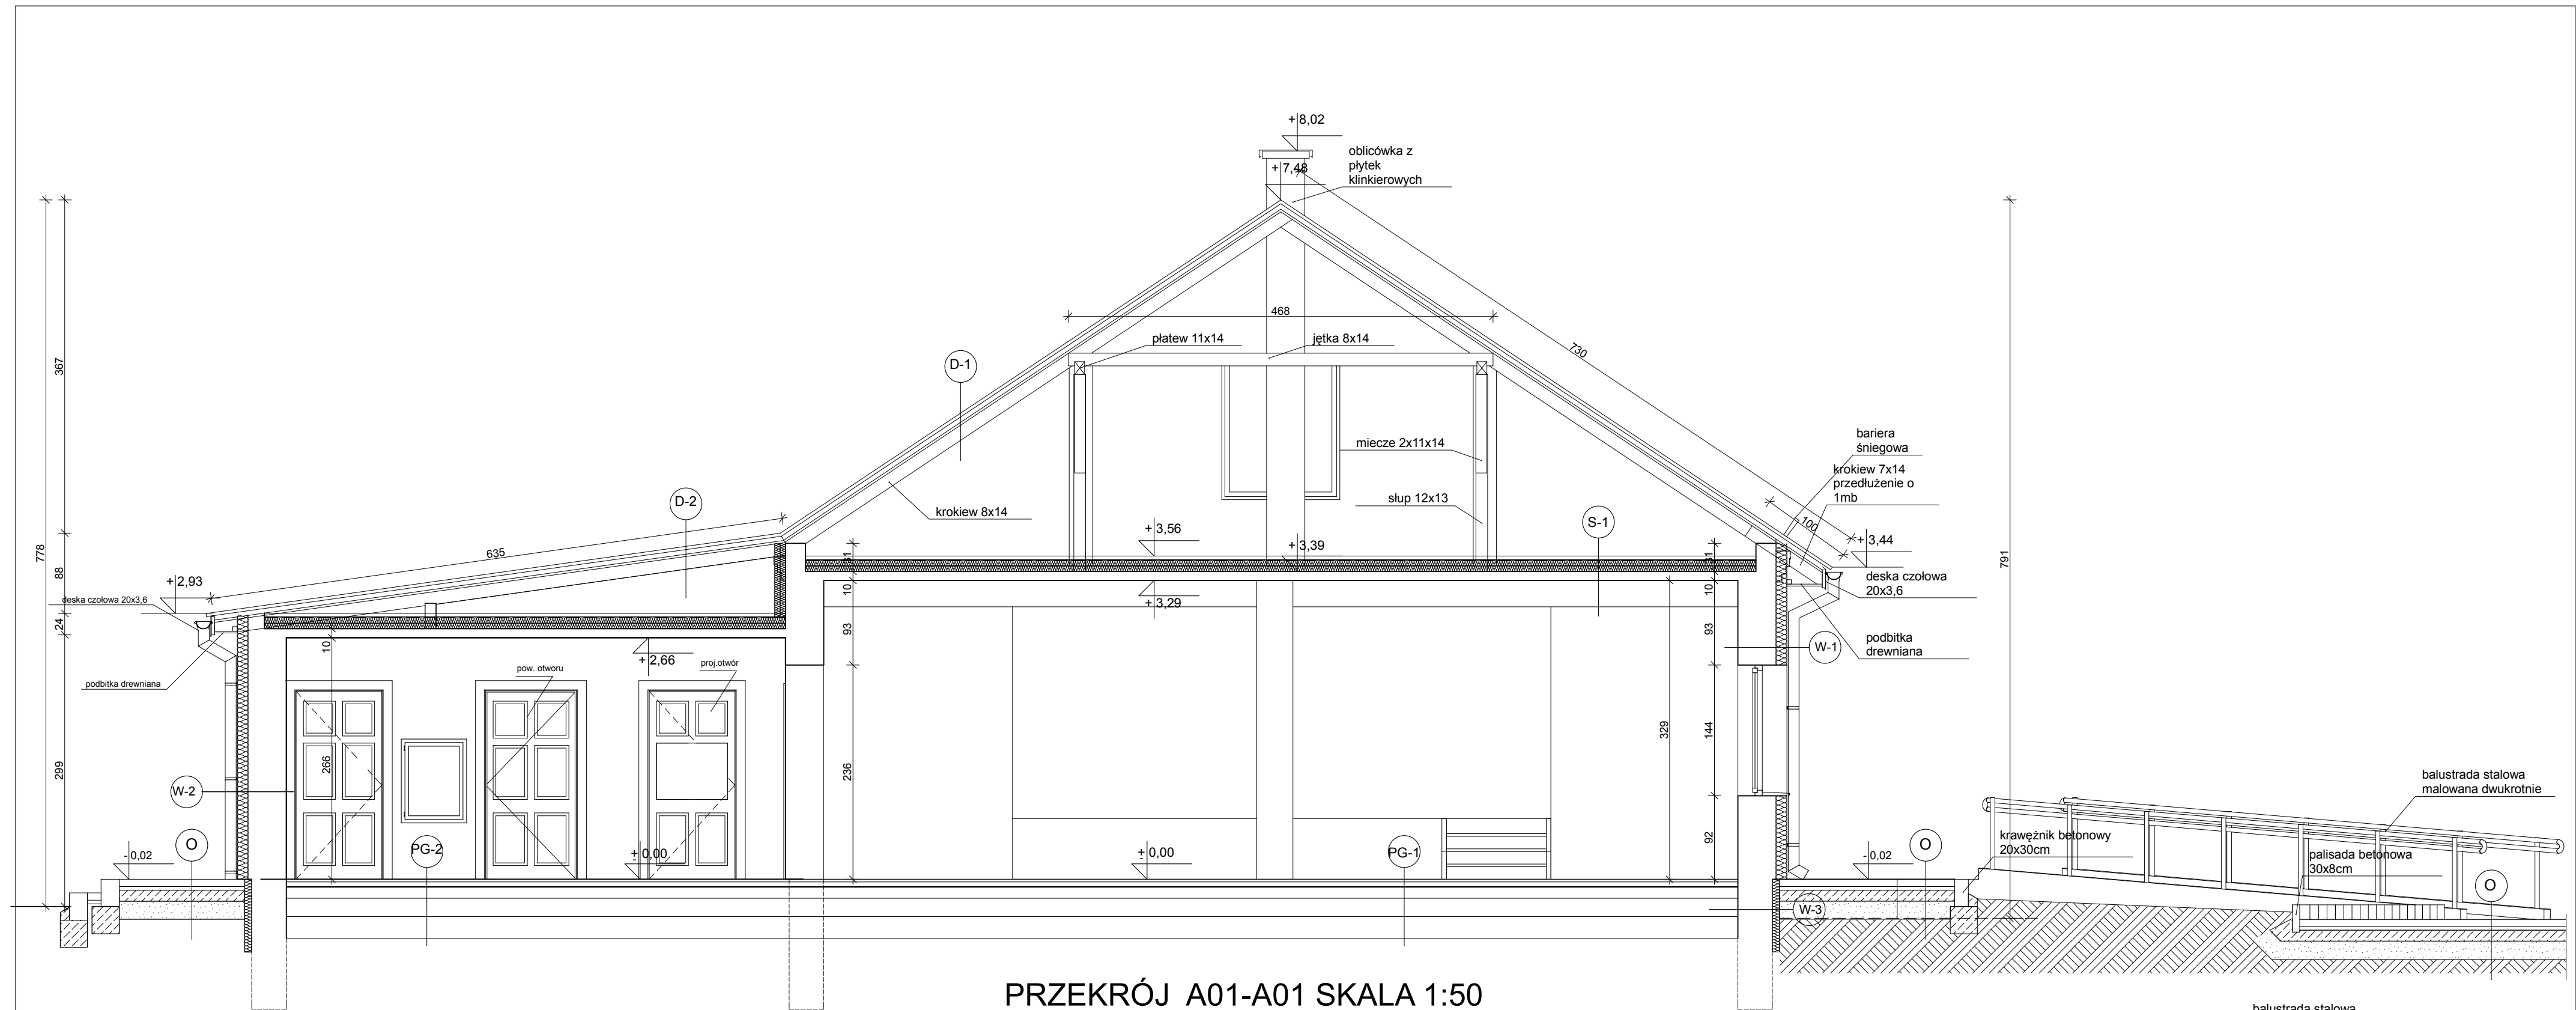 +8,02
oblicówka z
płytek
klinkierowych
+7,48
468
płatew 11x14
jętka 8x14
730
D-1
367
miecze 2x11x14
bariera
śniegowa
krokiew 7x14
przedłużenie o
1mb
słup 12x13
krokiew 8x14
D-2
S-1
100
+3,56
+3,39
+3,44
635
778
88
791
31
31
+2,93
deska czołowa 20x3,6
deska czołowa
20x3,6
10
10
+3,29
24
93
93
10
+2,66
pow. otworu
proj.otwór
W-1
podbitka
drewniana
podbitka drewniana
299
266
236
329
144
W-2
balustrada stalowa
malowana dwukrotnie
92
- 0,02
O
PG-2
± 0,00
± 0,00
PG-1
- 0,02
O
krawężnik betonowy
20x30cm
palisada betonowa
30x8cm
O
W-3
PRZEKRÓJ A01-A01 SKALA 1:50
balustrada stalowa